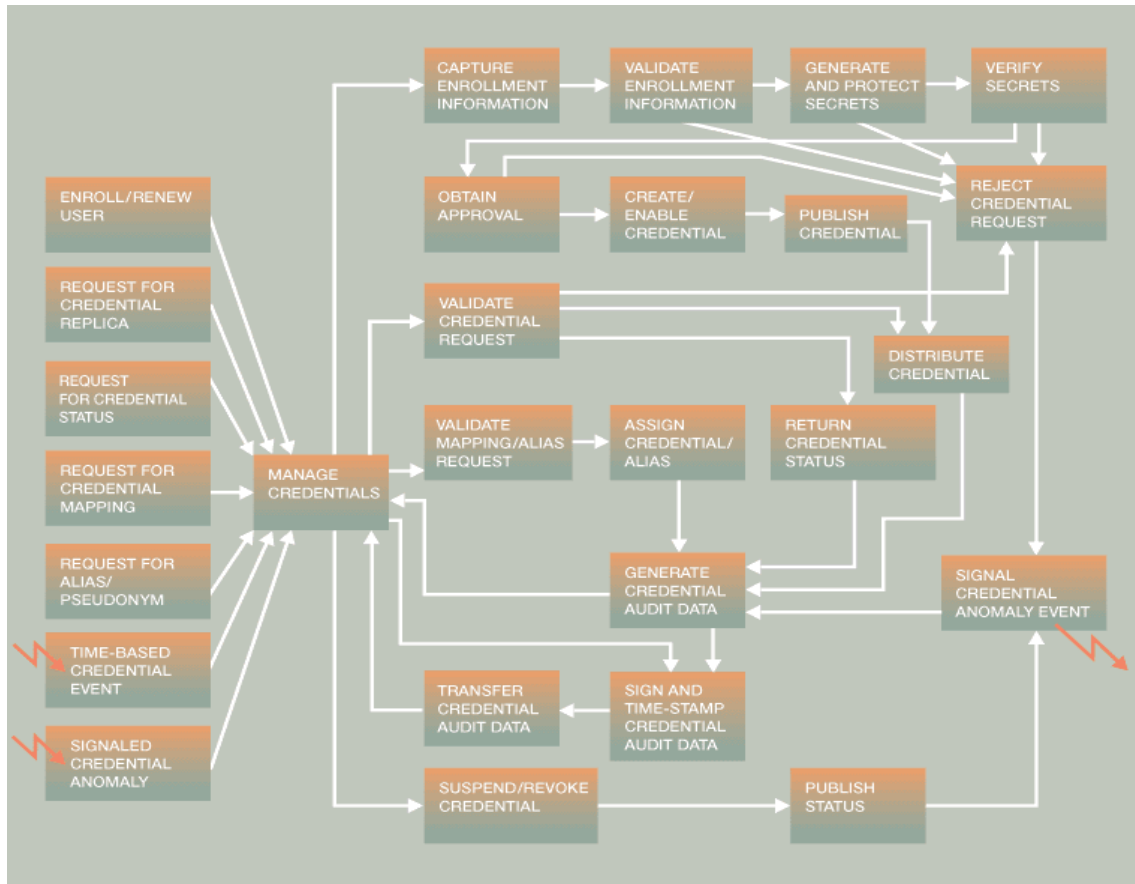 CAPTURE
ENROLLMENT
INFORMATION
VALIDATE
ENROLLMENT
INFORMATION
GENERATE
AND PROTECT
SECRETS
VERIFY
SECRETS
ENROLL/RENEW
USER
OBTAIN
APPROVAL
CREATE/
ENABLE
CREDENTIAL
PUBLISH
CREDENTIAL
REJECT
CREDENTIAL
REQUEST
REQUEST FOR
CREDENTIAL
REPLICA
VALIDATE
CREDENTIAL
REQUEST
DISTRIBUTE
CREDENTIAL
REQUEST
FOR CREDENTIAL
STATUS
VALIDATE
MAPPING/ALIAS
REQUEST
ASSIGN
CREDENTIAL/
ALIAS
RETURN
CREDENTIAL
STATUS
REQUEST FOR
CREDENTIAL
MAPPING
MANAGE
CREDENTIALS
REQUEST FOR
ALIAS/
PSEUDONYM
GENERATE
CREDENTIAL
AUDIT DATA
SIGNAL
CREDENTIAL
ANOMALY EVENT
TIME-BASED
CREDENTIAL
EVENT
TRANSFER
CREDENTIAL
AUDIT DATA
SIGN AND
TIME-STAMP
CREDENTIAL
AUDIT DATA
SIGNALED
CREDENTIAL
ANOMALY
SUSPEND/REVOKE
CREDENTIAL
PUBLISH
STATUS